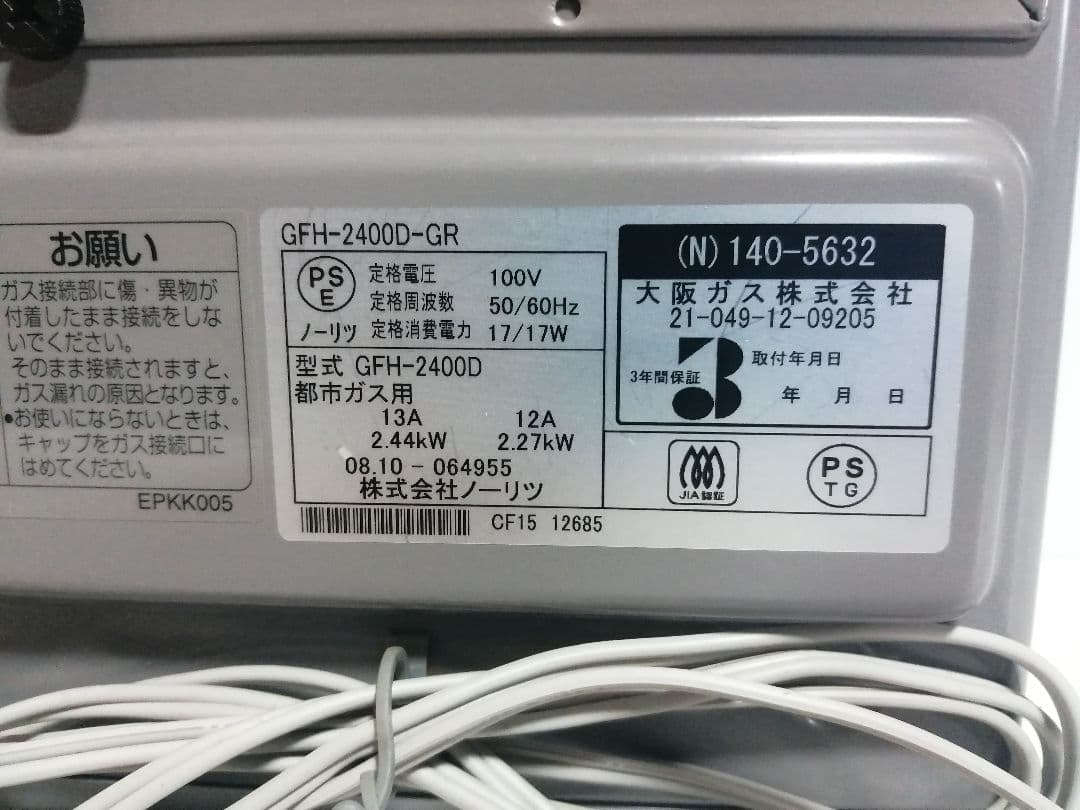 お願い
ガス接続部に傷・異物が
付着したまま接続をしな
いでください。
そのまま接続されますと、
ガス漏れの原因となります。
●お使いにならないときは、
キャップをガス接続口に
はめてください。
EPKK005
GFH-2400D-GR
PS
E
定格電圧 100V
定格周波数 50/60Hz
ノーリツ 定格消費電力 17/17W
型式 GFH-2400D
都市ガス用
13A 12A
2.44kW 2.27kW
08.10-064955
株式会社ノーリツ
CF15 12685
(N) 140-5632
大阪ガス株式会社
21-049-12-09205
3年間保証
3
取付年月日
年 月 日
JIA認証
PS
TG